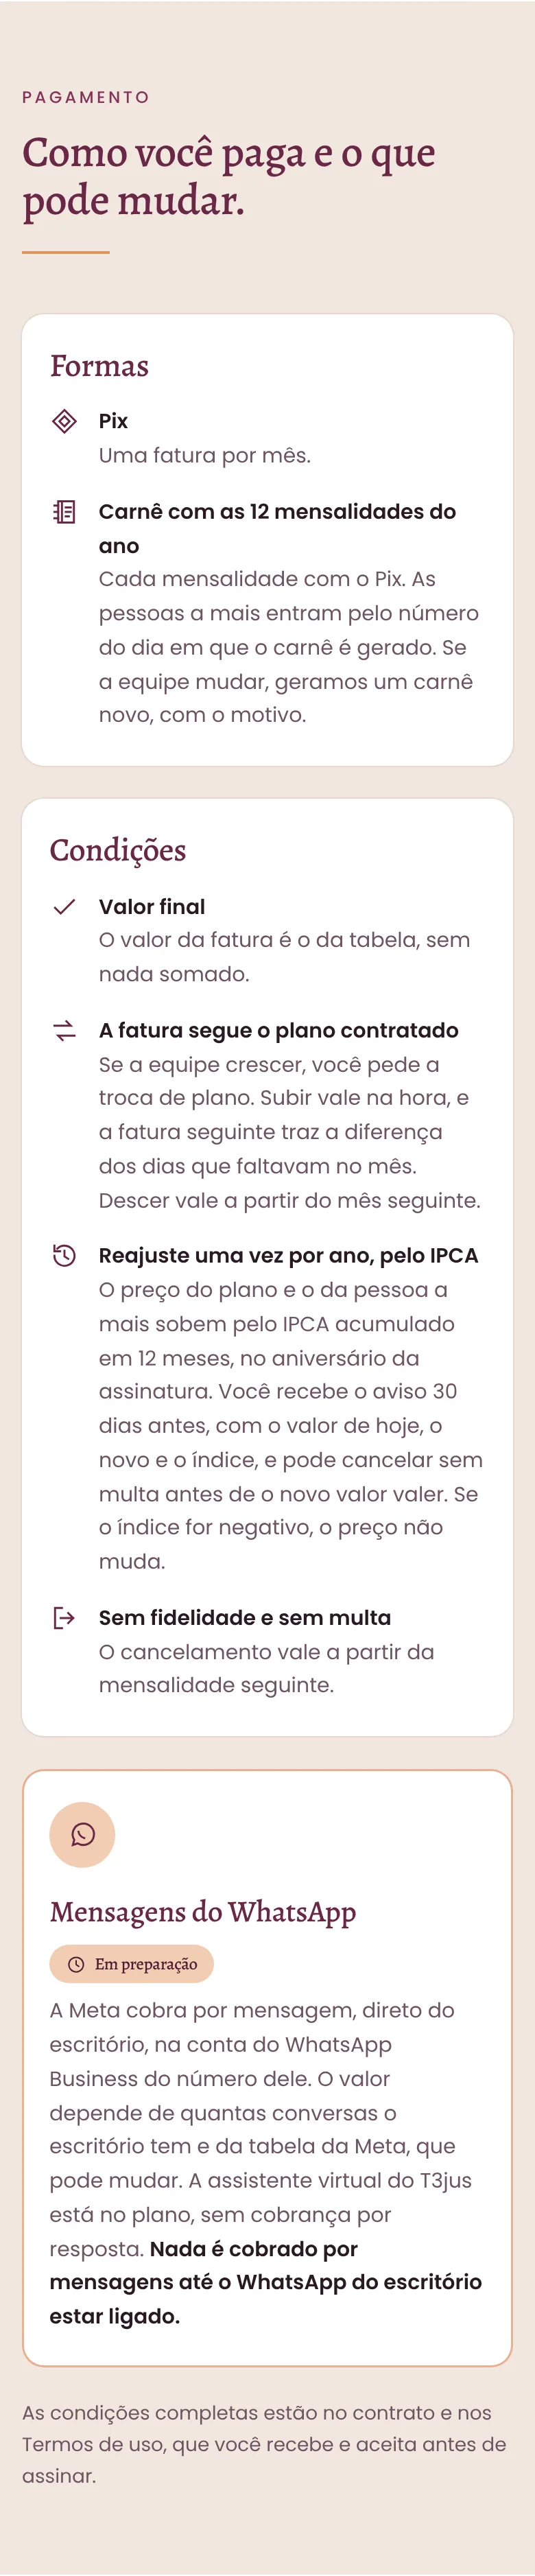 PAGAMENTO
Como você paga e o que
pode mudar.
Formas
Pix
Uma fatura por mês.
Carnê com as 12 mensalidades do
ano
Cada mensalidade com o Pix. As
pessoas a mais entram pelo número
do dia em que o carnê é gerado. Se
a equipe mudar, geramos um carnê
novo, com o motivo.
Condições
Valor final
O valor da fatura é o da tabela, sem
nada somado.
A fatura segue o plano contratado
Se a equipe crescer, você pede a
troca de plano. Subir vale na hora, e
a fatura seguinte traz a diferença
dos dias que faltavam no mês.
Descer vale a partir do mês seguinte.
Reajuste uma vez por ano, pelo IPCA
O preço do plano e o da pessoa a
mais sobem pelo IPCA acumulado
em 12 meses, no aniversário da
assinatura. Você recebe o aviso 30
dias antes, com o valor de hoje, o
novo e o índice, e pode cancelar sem
multa antes de o novo valor valer. Se
o índice for negativo, o preço não
muda.
Sem fidelidade e sem multa
O cancelamento vale a partir da
mensalidade seguinte.
Mensagens do WhatsApp
Em preparação
A Meta cobra por mensagem, direto do
escritório, na conta do WhatsApp
Business do número dele. O valor
depende de quantas conversas o
escritório tem e da tabela da Meta, que
pode mudar. A assistente virtual do T3jus
está no plano, sem cobrança por
resposta. Nada é cobrado por
mensagens até o WhatsApp do escritório
estar ligado.
As condições completas estão no contrato e nos
Termos de uso, que você recebe e aceita antes de
assinar.